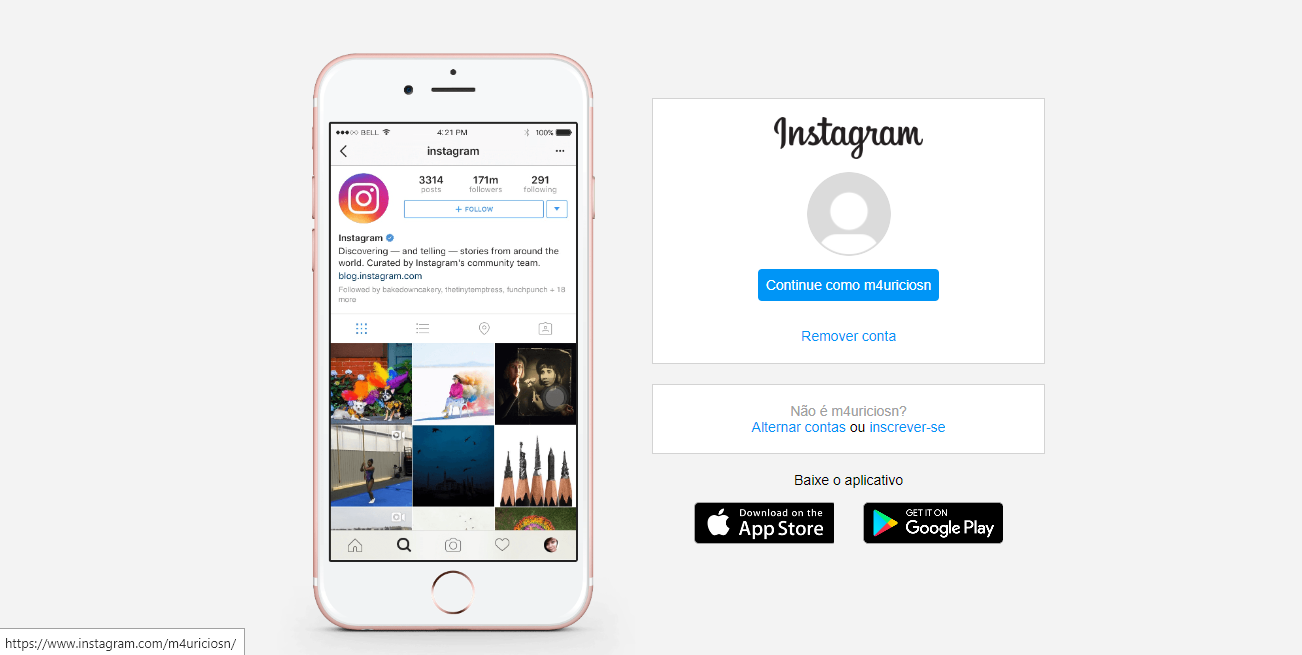 BELL 4:21 PM 100%
instagram
3314 171m 291
posts followers following
+ FOLLOW
Instagram
Discovering — and telling — stories from around the
world. Curated by Instagram's community team.
blog.instagram.com
Followed by bakedowncakery, thetinytemptress, funchpunch + 18
more
Instagram
Continue como m4uriciosn
Remover conta
Não é m4uriciosn?
Alternar contas ou inscrever-se
Baixe o aplicativo
Download on the
App Store
GET IT ON
Google Play
https://www.instagram.com/m4uriciosn/